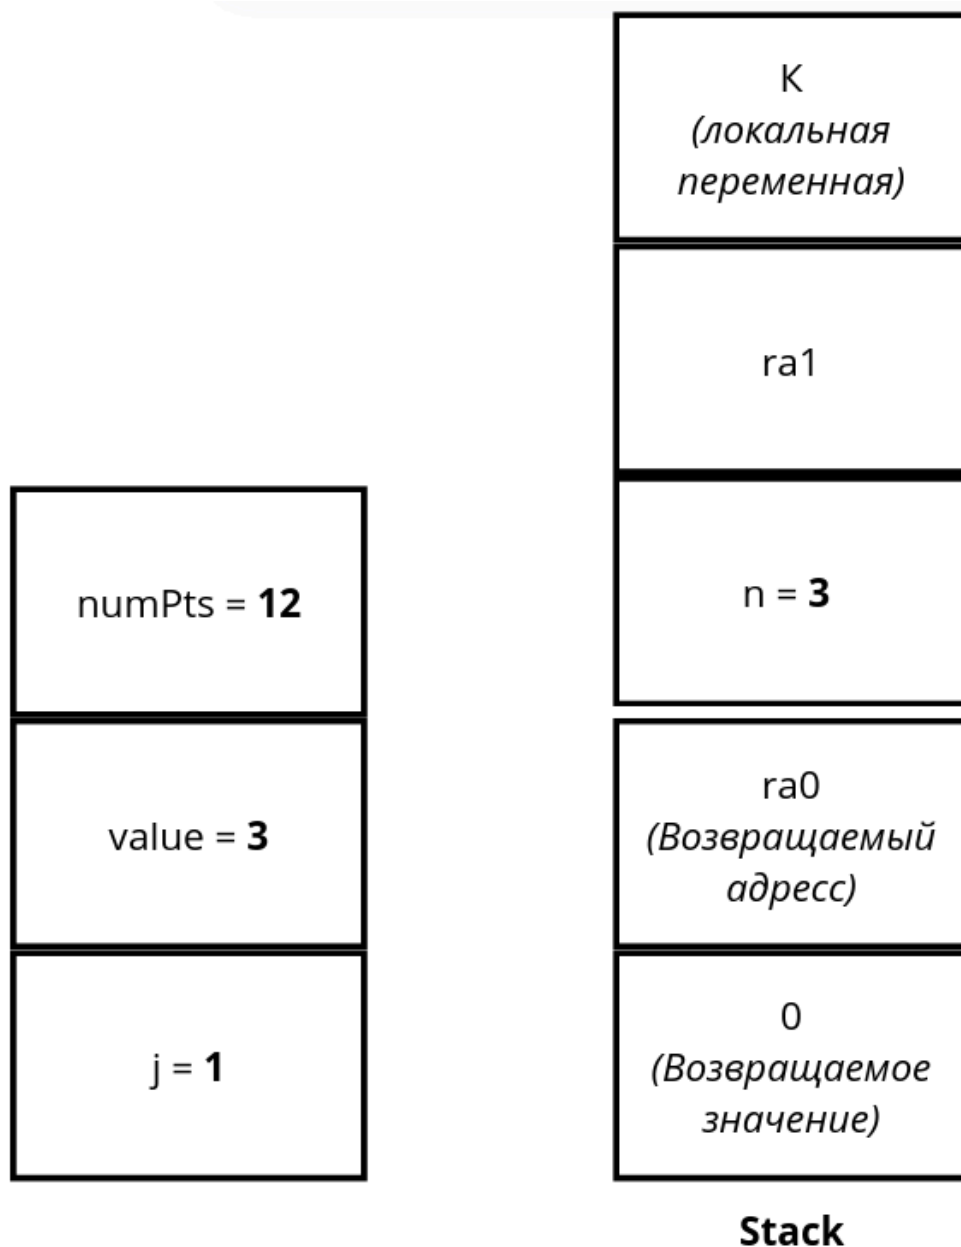 К
(локальная
переменная)
ra1
n = 3
ra0
(Возвращаемый
адресс)
0
(Возвращаемое
значение)
Stack
numPts = 12
value = 3
j = 1